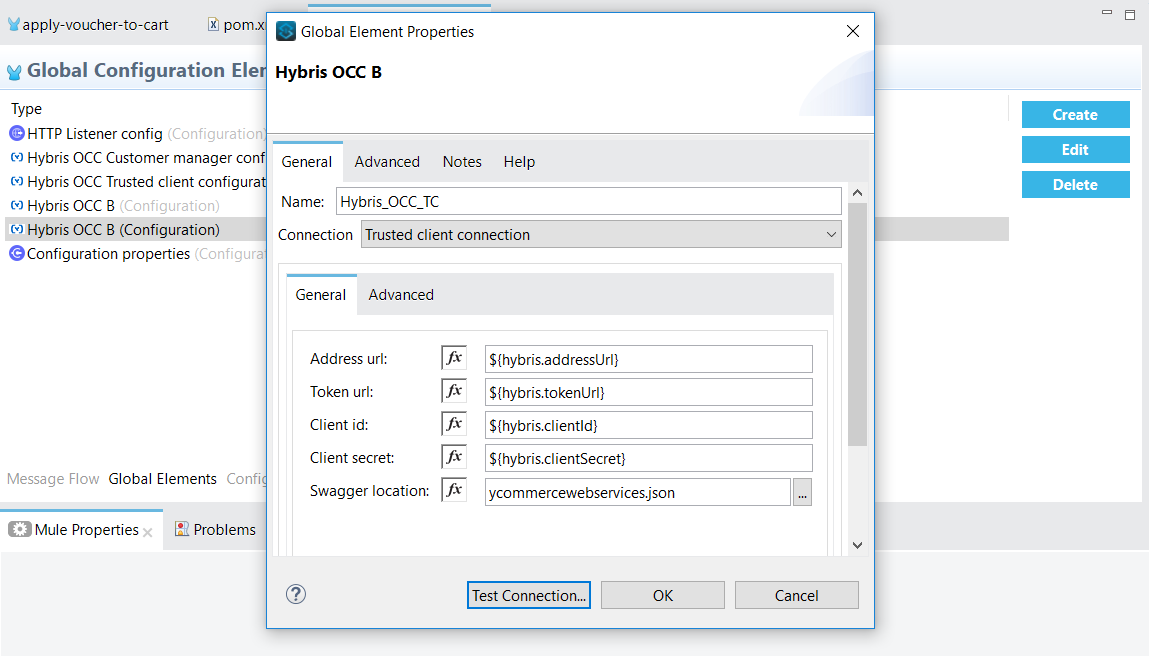 apply-voucher-to-cart
pom.x
Global Configuration Eler
Type
HTTP Listener config (Configuration)
Hybris OCC Customer manager conf
Hybris OCC Trusted client configurat
Hybris OCC B (Configuration)
Hybris OCC B (Configuration)
Configuration properties (Configura
Create
Edit
Delete
Message Flow Global Elements Config
Mule Properties
Problems
Global Element Properties
Hybris OCC B
General Advanced Notes Help
Name: Hybris_OCC_TC
Connection Trusted client connection
General Advanced
Address url: fx ${hybris.addressUrl}
Token url: fx ${hybris.tokenUrl}
Client id: fx ${hybris.clientId}
Client secret: fx ${hybris.clientSecret}
Swagger location: fx ycommercewebservices.json ...
? Test Connection... OK Cancel